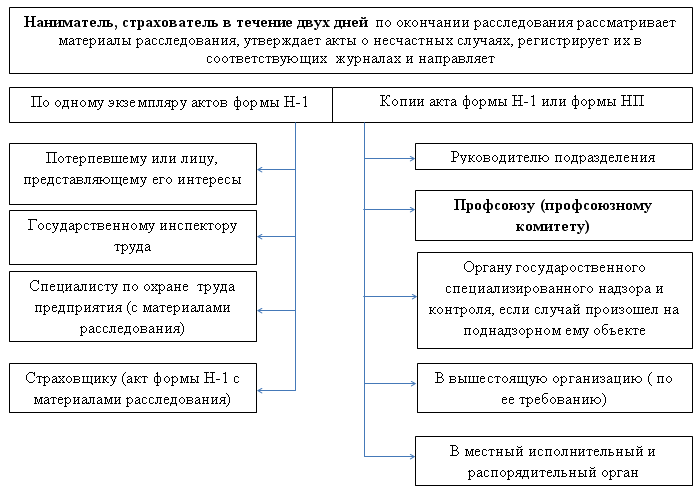 Наниматель, страхователь в течение двух дней по окончании расследования рассматривает
материалы расследования, утверждает акты о несчастных случаях, регистрирует их в
соответствующих журналах и направляет
По одному экземпляру актов формы Н-1
Копии акта формы Н-1 или формы НП
Потерпевшему или лицу,
представляющему его интересы
Государственному инспектору
труда
Специалисту по охране труда
предприятия (с материалами
расследования)
Страховщику (акт формы Н-1 с
материалами расследования)
Руководителю подразделения
Профсоюзу (профсоюзному
комитету)
Органу государоственного
специализированного надзора и
контроля, если случай произошел на
поднадзорном ему объекте
В вышестоящую организацию ( по
ее требованию)
В местный исполнительный и
распорядительный орган